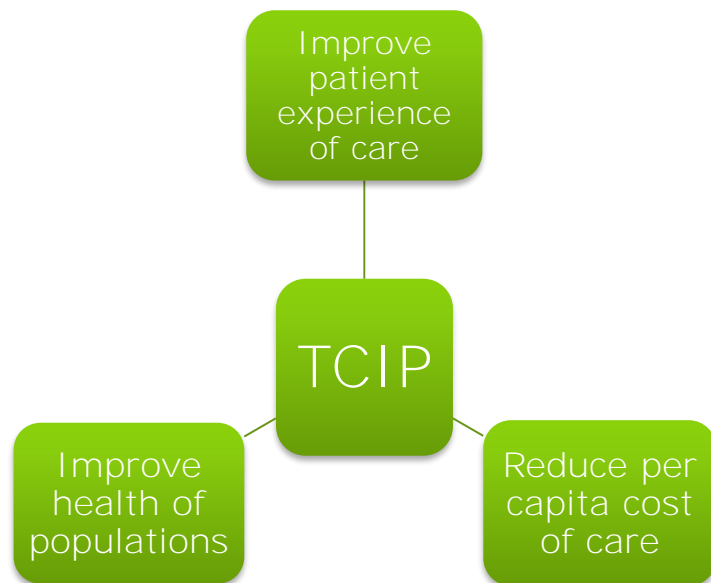 Improve
patient
experience
of care
TCIP
Improve
health of
populations
Reduce per
capita cost
of care